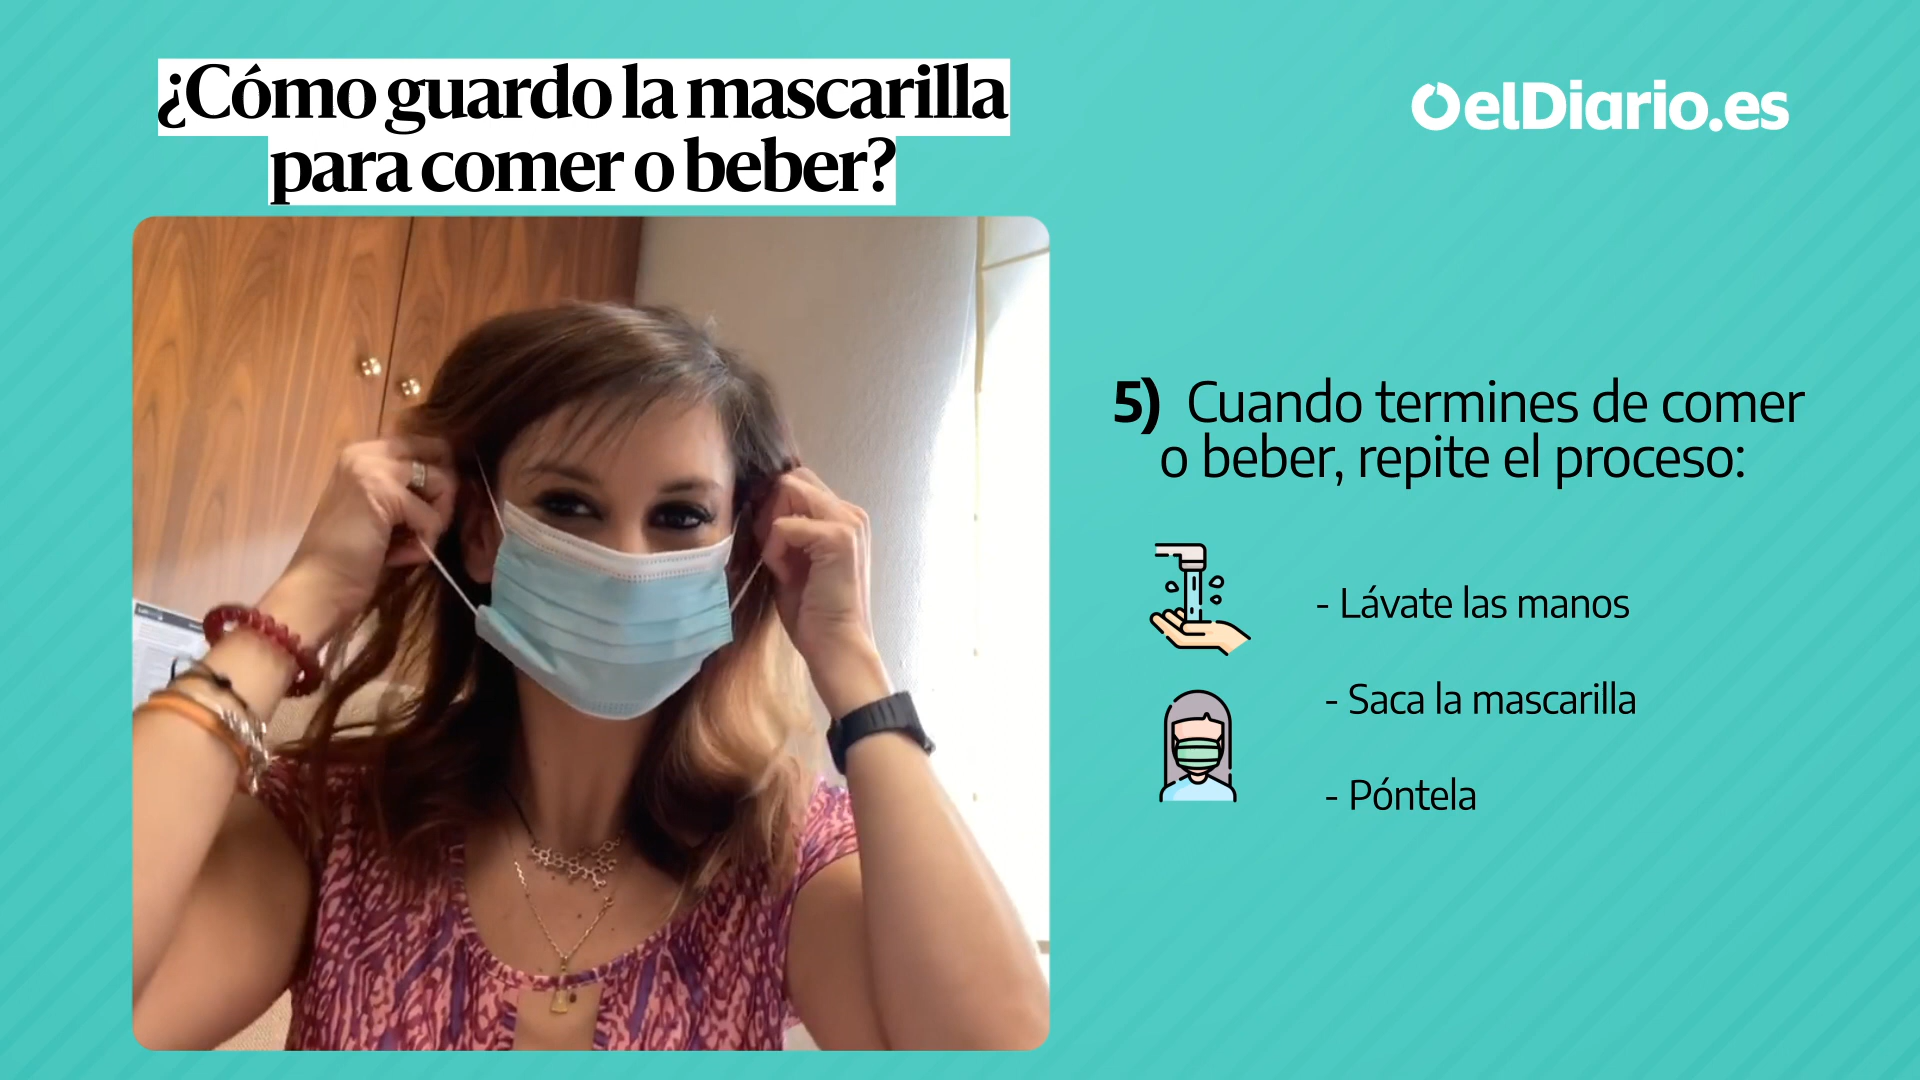 ¿Cómo guardo la mascarilla
para comer o beber?
elDiario.es
5) Cuando termines de comer
o beber, repite el proceso:
- Lávate las manos
- Saca la mascarilla
- Póntela